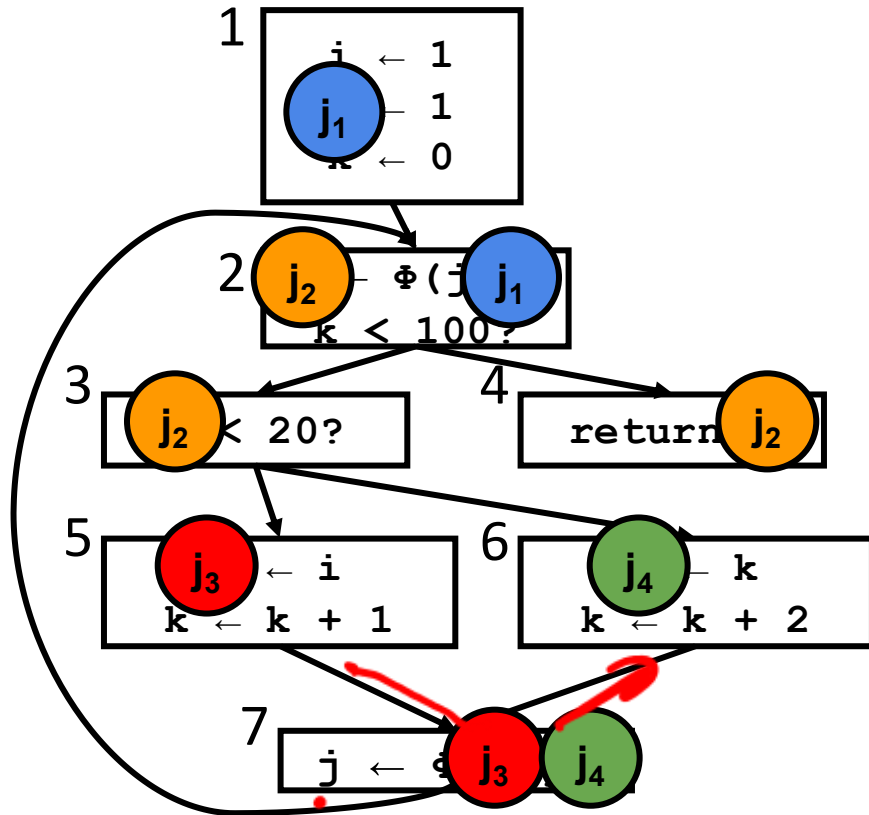 1
← 1
j1 ← 1
← 0
2
j2 ← Φ(j j1
k < 100?
3
j2 < 20?
4
return j2
5
j3 ← i
k ← k + 1
6
j4 ← k
k ← k + 2
7
j ← j3 j4